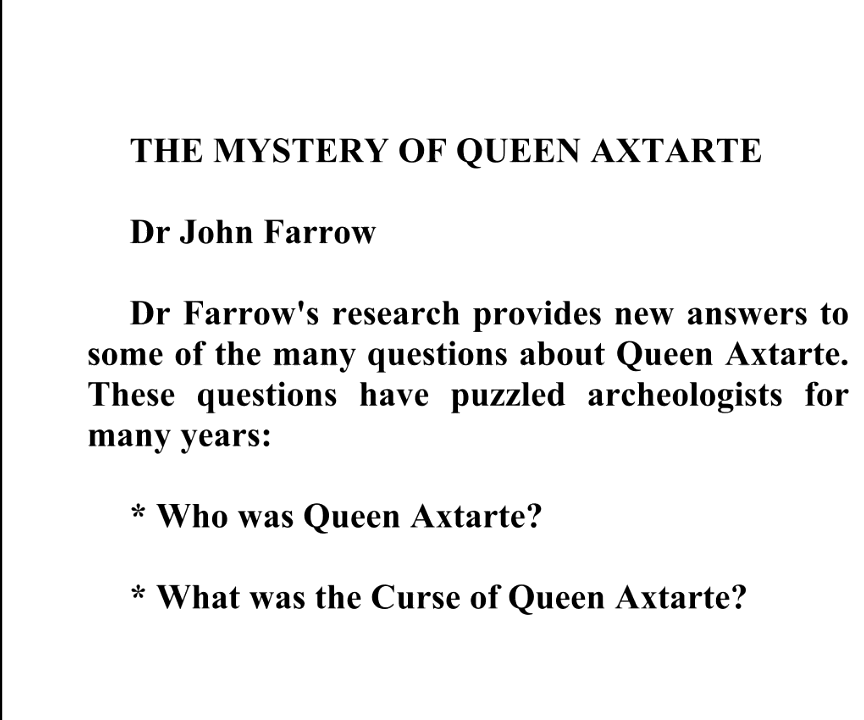 THE MYSTERY OF QUEEN AXTARTE
Dr John Farrow
Dr Farrow's research provides new answers to
some of the many questions about Queen Axtarte.
These questions have puzzled archeologists for
many years:
* Who was Queen Axtarte?
* What was the Curse of Queen Axtarte?